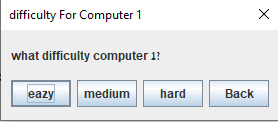 difficulty For Computer 1
what difficulty computer 1?
eazy medium hard Back